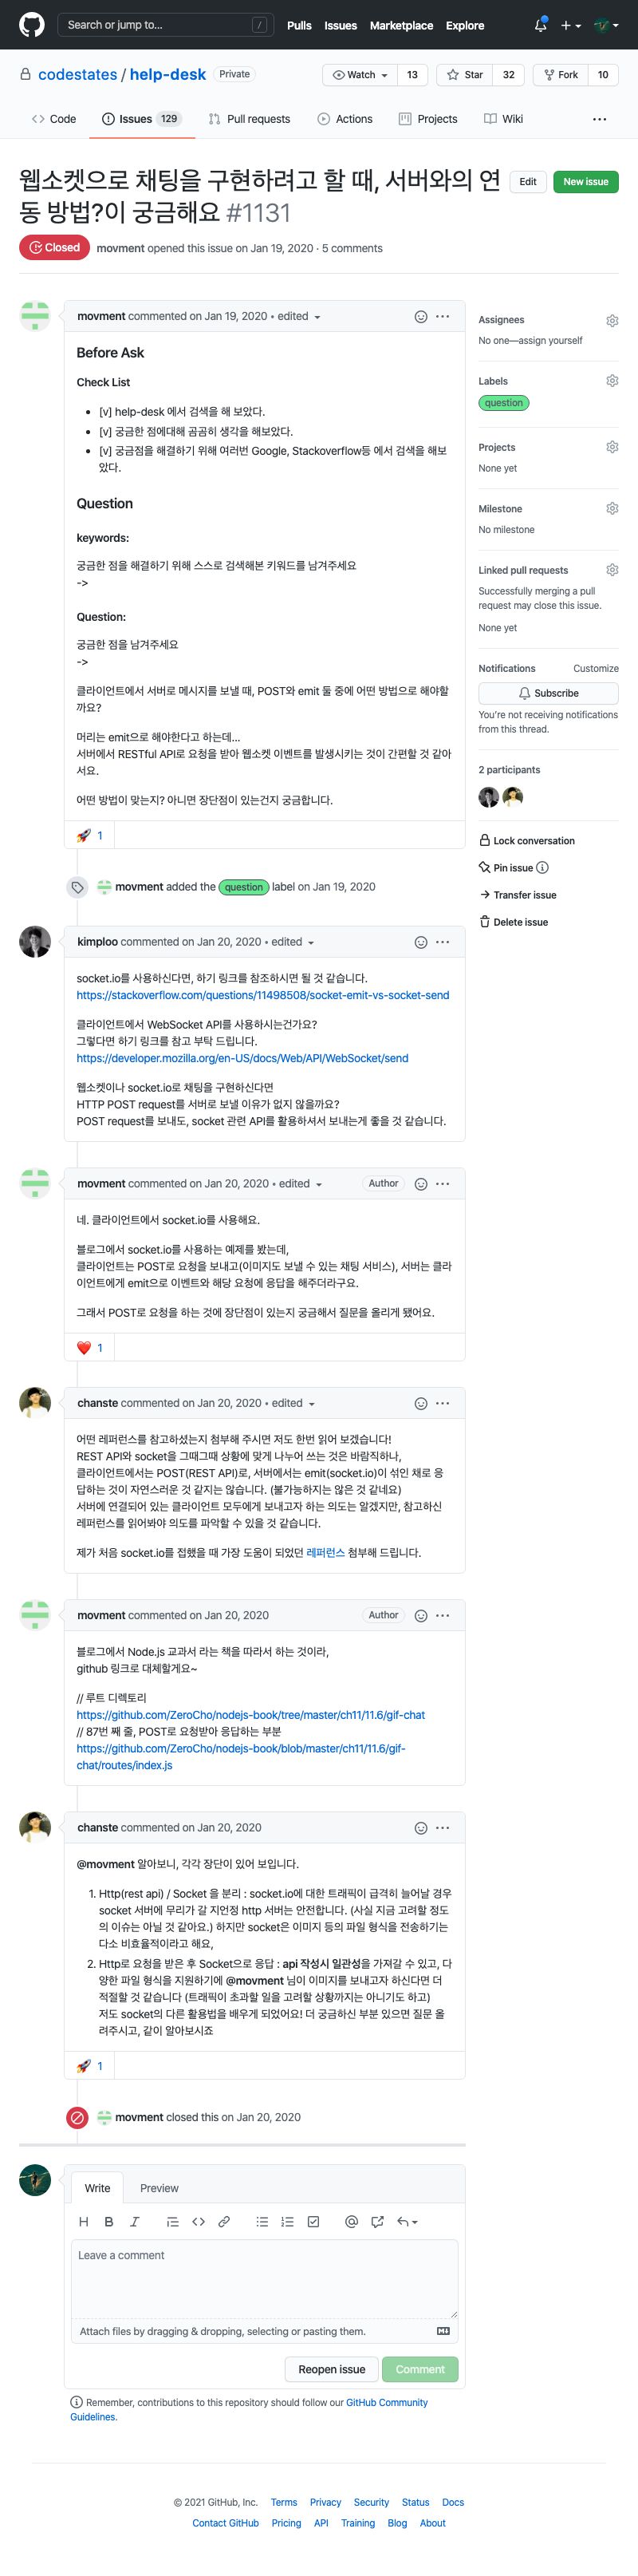 Search or jump to...
/
Pulls Issues Marketplace Explore
codestates / help-desk Private
Watch 13 Star 32 Fork 10
Code Issues 129 Pull requests Actions Projects Wiki
웹소켓으로 채팅을 구현하려고 할 때, 서버와의 연
동 방법?이 궁금해요 #1131
Edit New issue
Closed movment opened this issue on Jan 19, 2020 · 5 comments
movment commented on Jan 19, 2020 • edited
Before Ask
Check List
• [v] help-desk 에서 검색을 해 보았다.
• [v] 궁금한 점에대해 곰곰히 생각을 해보았다.
• [v] 궁금점을 해결하기 위해 여러번 Google, Stackoverflow등 에서 검색을 해보
았다.
Question
keywords:
궁금한 점을 해결하기 위해 스스로 검색해본 키워드를 남겨주세요
->
Question:
궁금한 점을 남겨주세요
->
클라이언트에서 서버로 메시지를 보낼 때, POST와 emit 둘 중에 어떤 방법으로 해야할
까요?
머리는 emit으로 해야한다고 하는데...
서버에서 RESTful API로 요청을 받아 웹소켓 이벤트를 발생시키는 것이 간편할 것 같아
서요.
어떤 방법이 맞는지? 아니면 장단점이 있는건지 궁금합니다.
🚀 1
Assignees
No one—assign yourself
Labels
question
Projects
None yet
Milestone
No milestone
Linked pull requests
Successfully merging a pull
request may close this issue.
None yet
Notifications Customize
Subscribe
You're not receiving notifications
from this thread.
2 participants
Lock conversation
Pin issue
Transfer issue
Delete issue
movment added the question label on Jan 19, 2020
kimploo commented on Jan 20, 2020 • edited
socket.io를 사용하신다면, 하기 링크를 참조하시면 될 것 같습니다.
https://stackoverflow.com/questions/11498508/socket-emit-vs-socket-send
클라이언트에서 WebSocket API를 사용하시는건가요?
그렇다면 하기 링크를 참고 부탁 드립니다.
https://developer.mozilla.org/en-US/docs/Web/API/WebSocket/send
웹소켓이나 socket.io로 채팅을 구현하신다면
HTTP POST request를 서버로 보낼 이유가 없지 않을까요?
POST request를 보내도, socket 관련 API를 활용하셔서 보내는게 좋을 것 같습니다.
movment commented on Jan 20, 2020 • edited Author
네. 클라이언트에서 socket.io를 사용해요.
블로그에서 socket.io를 사용하는 예제를 봤는데,
클라이언트는 POST로 요청을 보내고(이미지도 보낼 수 있는 채팅 서비스), 서버는 클라
이언트에게 emit으로 이벤트와 해당 요청에 응답을 해주더라구요.
그래서 POST로 요청을 하는 것에 장단점이 있는지 궁금해서 질문을 올리게 됐어요.
❤️ 1
chanste commented on Jan 20, 2020 • edited
어떤 레퍼런스를 참고하셨는지 첨부해 주시면 저도 한번 읽어 보겠습니다!
REST API와 socket을 그때그때 상황에 맞게 나누어 쓰는 것은 바람직하나,
클라이언트에서는 POST(REST API)로, 서버에서는 emit(socket.io)이 섞인 채로 응
답하는 것이 자연스러운 것 같지는 않습니다. (불가능하지는 않은 것 같네요)
서버에 연결되어 있는 클라이언트 모두에게 보내고자 하는 의도는 알겠지만, 참고하신
레퍼런스를 읽어봐야 의도를 파악할 수 있을 것 같습니다.
제가 처음 socket.io를 접했을 때 가장 도움이 되었던 레퍼런스 첨부해 드립니다.
movment commented on Jan 20, 2020 Author
블로그에서 Node.js 교과서 라는 책을 따라서 하는 것이라,
github 링크로 대체할게요~
// 루트 디렉토리
https://github.com/ZeroCho/nodejs-book/tree/master/ch11/11.6/gif-chat
// 87번 째 줄, POST로 요청받아 응답하는 부분
https://github.com/ZeroCho/nodejs-book/blob/master/ch11/11.6/gif-
chat/routes/index.js
chanste commented on Jan 20, 2020
@movment 알아보니, 각각 장단이 있어 보입니다.
1. Http(rest api) / Socket 을 분리 : socket.io에 대한 트래픽이 급격히 늘어날 경우
socket 서버에 무리가 갈 지언정 http 서버는 안전합니다. (사실 지금 고려할 정도
의 이슈는 아닐 것 같아요.) 하지만 socket은 이미지 등의 파일 형식을 전송하기는
다소 비효율적이라고 해요,
2. Http로 요청을 받은 후 Socket으로 응답 : api 작성시 일관성을 가져갈 수 있고, 다
양한 파일 형식을 지원하기에 @movment 님이 이미지를 보내고자 하신다면 더
적절할 것 같습니다 (트래픽이 초과할 일을 고려할 상황까지는 아니기도 하고)
저도 socket의 다른 활용법을 배우게 되었어요! 더 궁금하신 부분 있으면 질문 올
려주시고, 같이 알아보시죠
🚀 1
movment closed this on Jan 20, 2020
Write Preview
Leave a comment
Attach files by dragging & dropping, selecting or pasting them.
Reopen issue Comment
Remember, contributions to this repository should follow our GitHub Community
Guidelines.
© 2021 GitHub, Inc. Terms Privacy Security Status Docs
Contact GitHub Pricing API Training Blog About